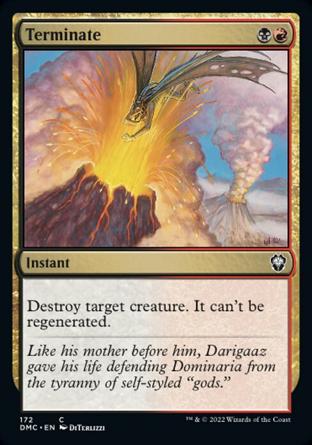 Terminate
Instant
Destroy target creature. It can't be
regenerated.
Like his mother before him, Darigaaz
gave his life defending Dominaria from
the tyranny of self-styled "gods."
172 C
DMC • EN DiTerlizzi
™ & © 2022 Wizards of the Coast